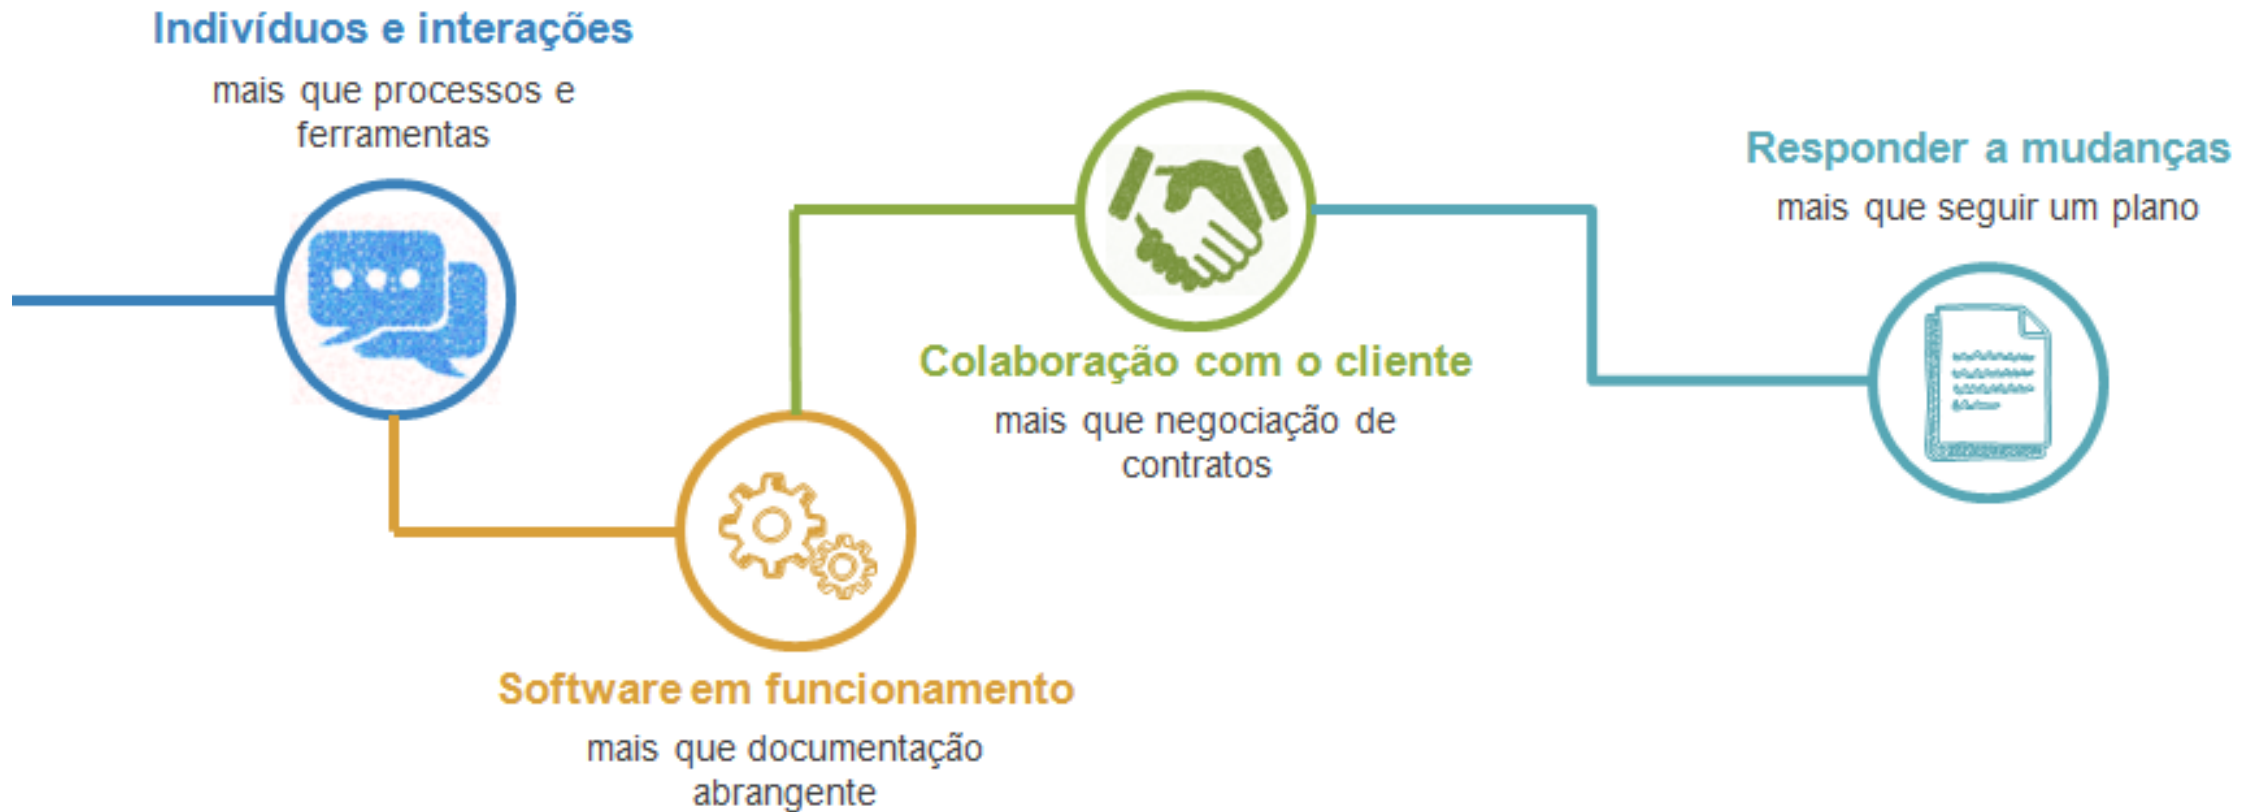 Indivíduos e interações
mais que processos e
ferramentas
Software em funcionamento
mais que documentação
abrangente
Colaboração com o cliente
mais que negociação de
contratos
Responder a mudanças
mais que seguir um plano